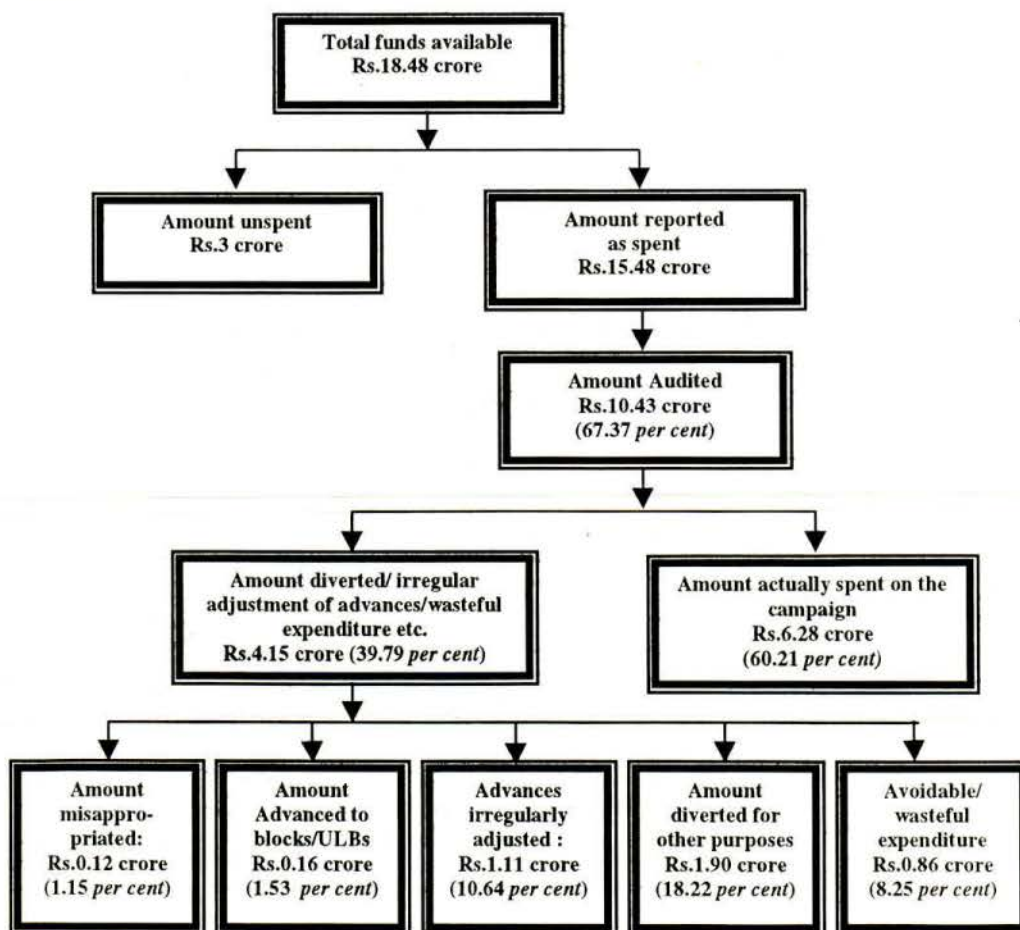 Total funds available
Rs.18.48 crore
Amount unspent
Rs.3 crore
Amount reported
as spent
Rs.15.48 crore
Amount Audited
Rs.10.43 crore
(67.37 per cent)
Amount diverted/ irregular
adjustment of advances/wasteful
expenditure etc.
Rs.4.15 crore (39.79 per cent)
Amount actually spent on the
campaign
Rs.6.28 crore
(60.21 per cent)
Amount
misappro-
priated:
Rs.0.12 crore
(1.15 per cent)
Amount
Advanced to
blocks/ULBs
Rs.0.16 crore
(1.53 per cent)
Advances
irregularly
adjusted :
Rs.1.11 crore
(10.64 per cent)
Amount
diverted for
other purposes
Rs.1.90 crore
(18.22 per cent)
Avoidable/
wasteful
expenditure
Rs.0.86 crore
(8.25 per cent)